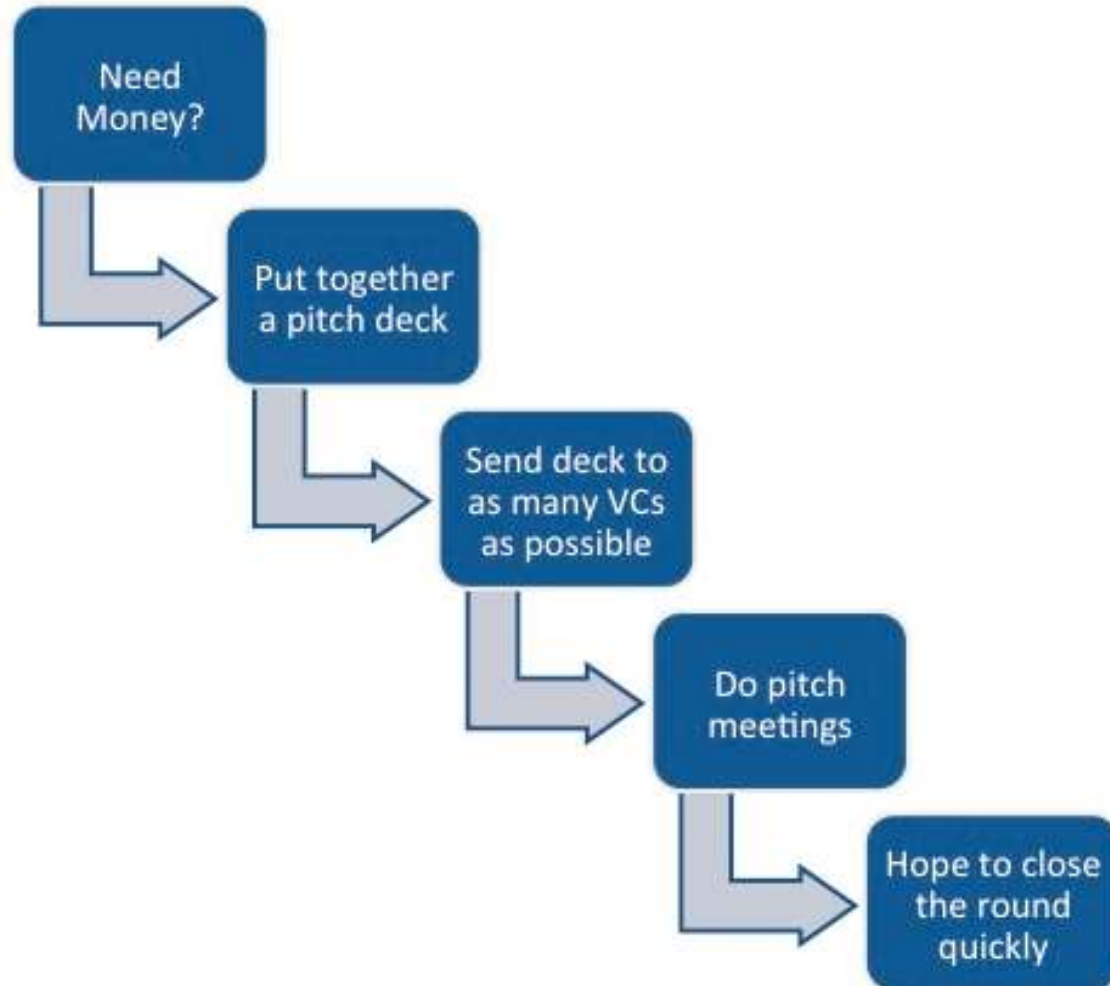 Need
Money?
Put together
a pitch deck
Send deck to
as many VCs
as possible
Do pitch
meetings
Hope to close
the round
quickly